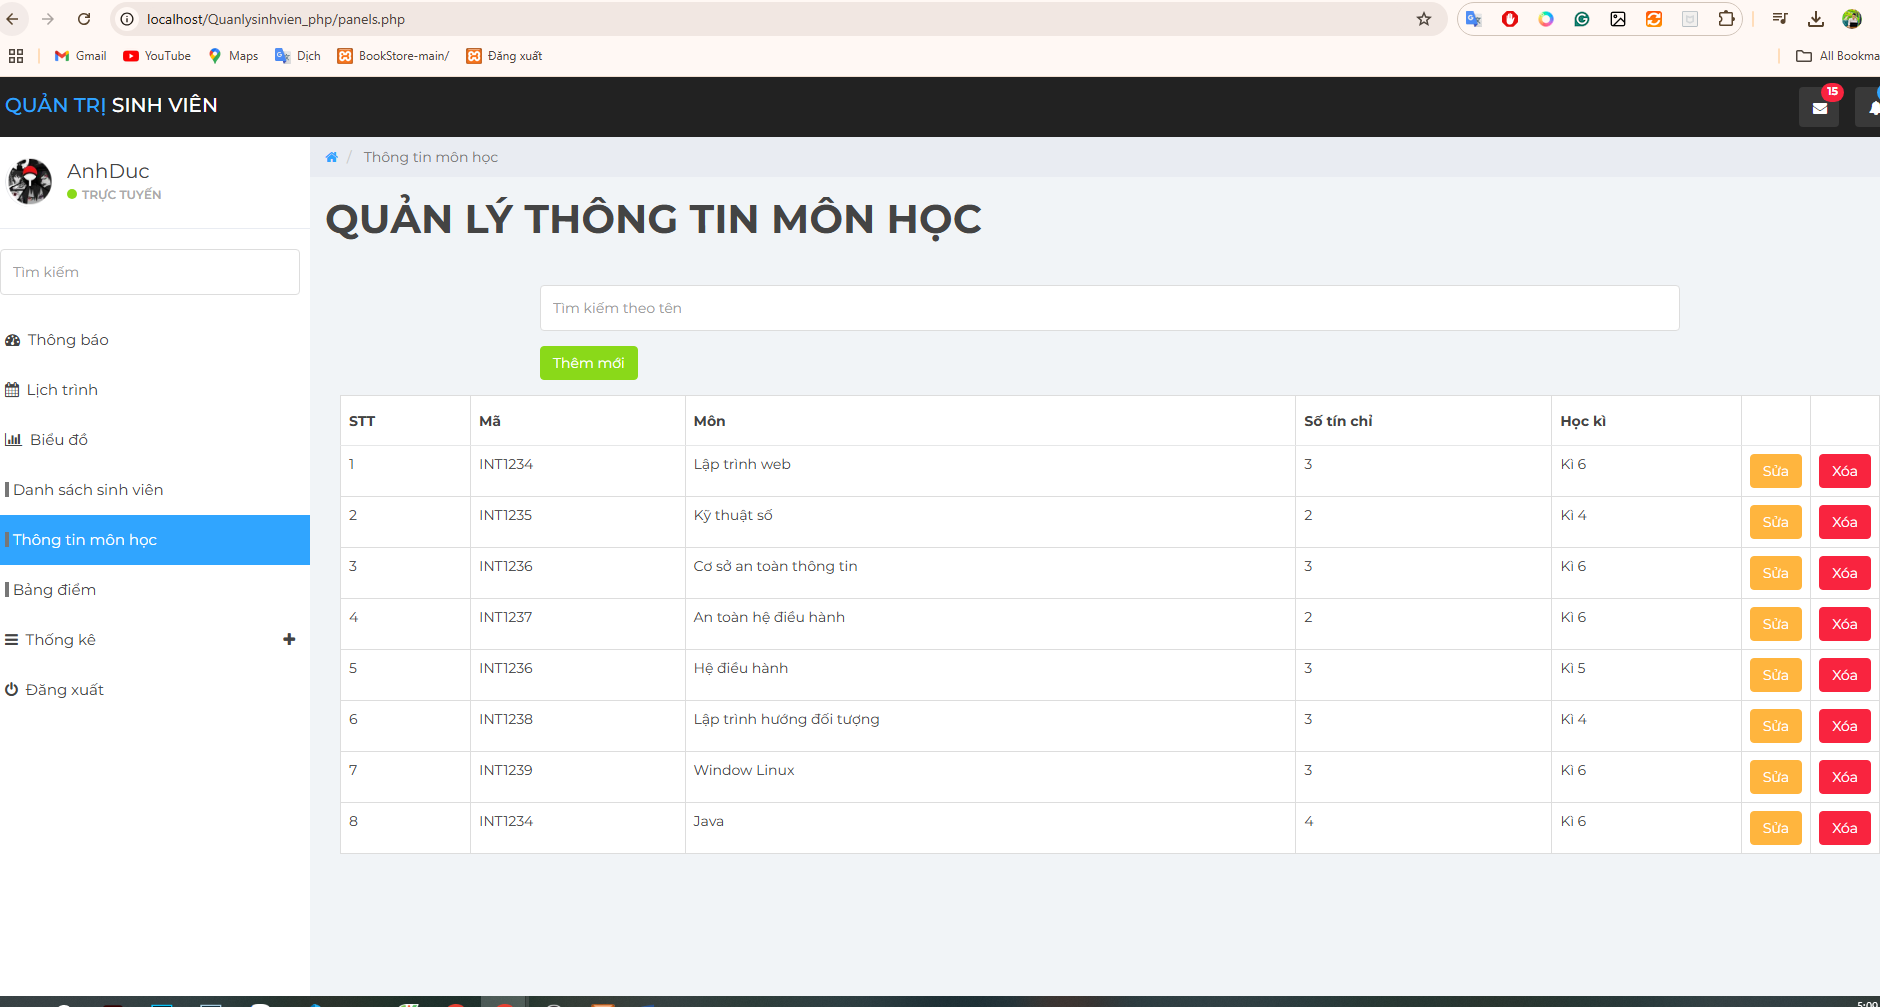 localhost/Quanlysinhvien_php/panels.php
Gmail YouTube Maps Dịch BookStore-main/ Đăng xuất All Bookma
QUẢN TRỊ SINH VIÊN
15
AnhDuc
TRỰC TUYẾN
Tìm kiếm
Thông báo
Lịch trình
Biểu đồ
Danh sách sinh viên
Thông tin môn học
Bảng điểm
Thống kê
Đăng xuất
/ Thông tin môn học
QUẢN LÝ THÔNG TIN MÔN HỌC
Tìm kiếm theo tên
Thêm mới
STT Mã Môn Số tín chỉ Học kì
1 INT1234 Lập trình web 3 Kì 6 Sửa Xóa
2 INT1235 Kỹ thuật số 2 Kì 4 Sửa Xóa
3 INT1236 Cơ sở an toàn thông tin 3 Kì 6 Sửa Xóa
4 INT1237 An toàn hệ điều hành 2 Kì 6 Sửa Xóa
5 INT1236 Hệ điều hành 3 Kì 5 Sửa Xóa
6 INT1238 Lập trình hướng đối tượng 3 Kì 4 Sửa Xóa
7 INT1239 Window Linux 3 Kì 6 Sửa Xóa
8 INT1234 Java 4 Kì 6 Sửa Xóa